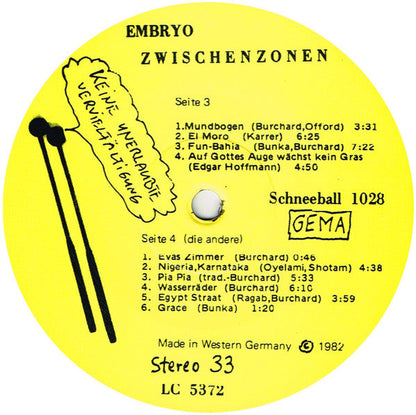 EMBRYO
ZWISCHENZONEN
KEINE UNERLAUBTE
VERVIELFÄLTIGUNG
Seite 3
1.Mundbogen (Burchard,Offord) 3:31
2. El Moro (Karrer) 6:25
3. Fun-Bahia (Bunka,Burchard) 7:22
4. Auf Gottes Auge wächst kein Gras
(Edgar Hoffmann) 4:50
Schneeball 1028
GEMA
Seite 4 (die andere)
1. Evas Zimmer (Burchard) 0:46
2. Nigeria,Karnataka (Oyelami,Shotam) 4:38
3. Pia Pia (trad.-Burchard) 5:33
4. Wasserräder (Burchard) 6:10
5. Egypt Straat (Ragab,Burchard) 3:59
6. Grace (Bunka) 1:20
Made in Western Germany © 1982
Stereo 33
LC 5372